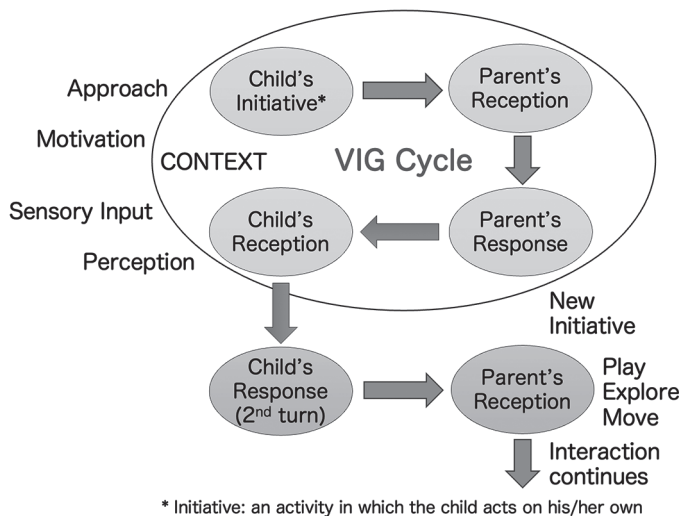 Approach
Motivation
Sensory Input
Perception
CONTEXT
VIG Cycle
Child's
Initiative*
Parent's
Reception
Parent's
Response
Child's
Reception
Child's
Response
(2nd turn)
Parent's
Reception
New
Initiative
Play
Explore
Move
Interaction
continues
* Initiative: an activity in which the child acts on his/her own